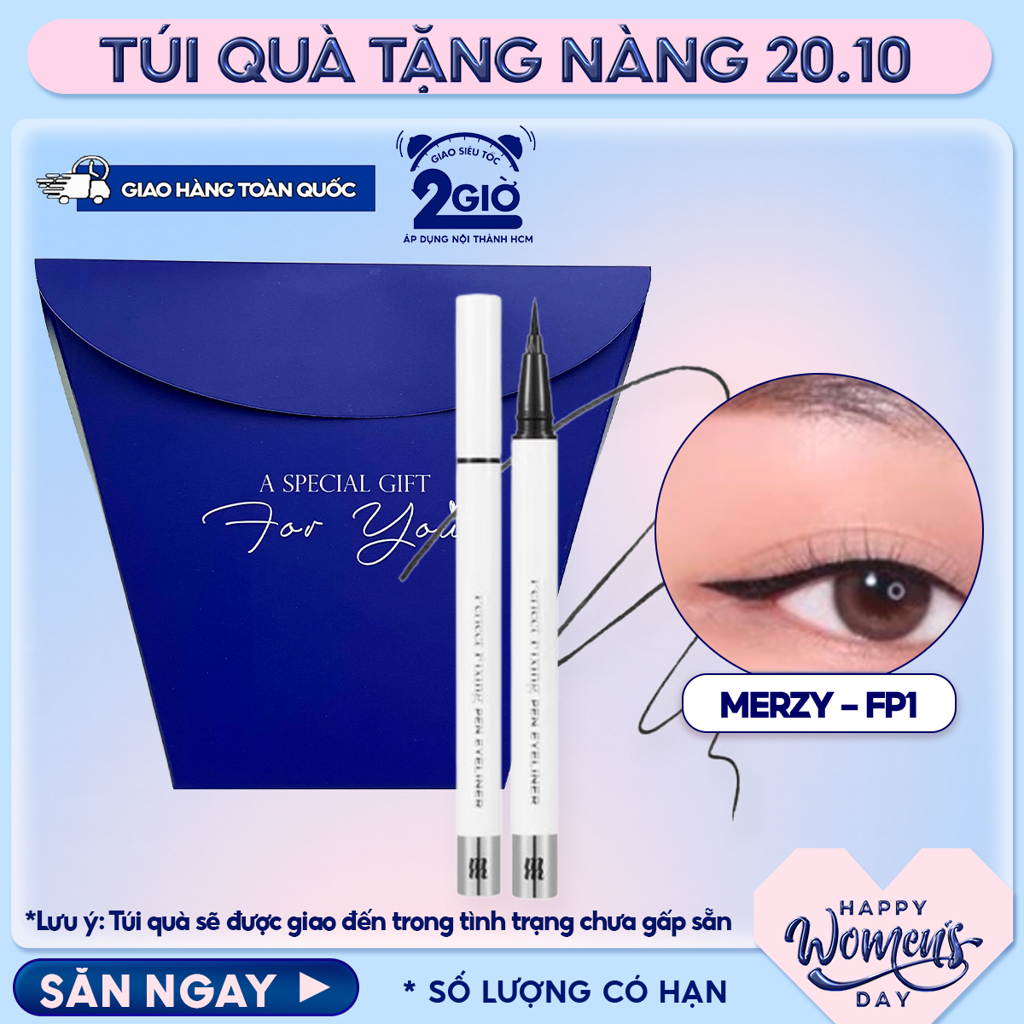 TÚI QUÀ TẶNG NÀNG 20.10
GIAO HÀNG TOÀN QUỐC
GIAO SIÊU TỐC
2GIỜ
ÁP DỤNG NỘI THÀNH HCM
A SPECIAL GIFT
For You
PEN EYELINER
PEN EYELINER
MERZY - FP1
*Lưu ý: Túi quà sẽ được giao đến trong tình trạng chưa gấp sẵn
SĂN NGAY
* SỐ LƯỢNG CÓ HẠN
HAPPY
Women's
DAY